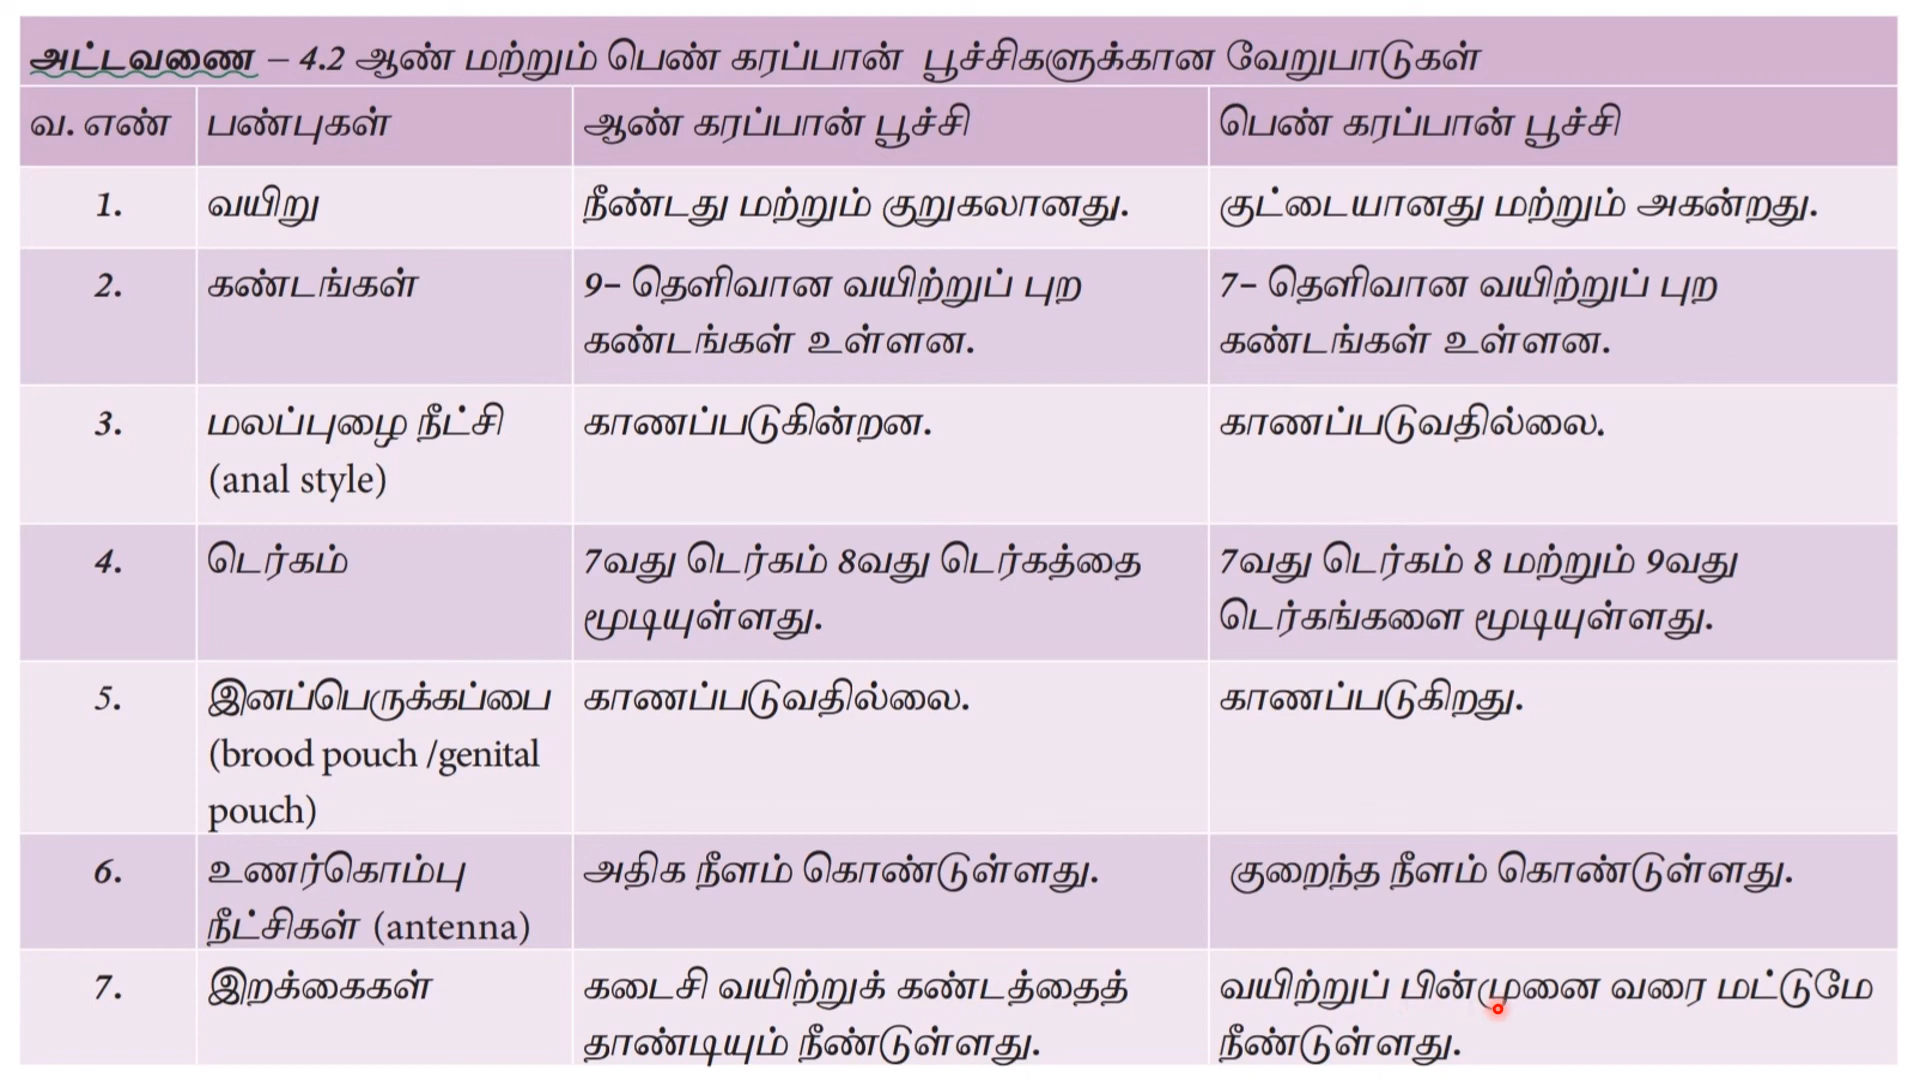 அட்டவணை – 4.2 ஆண் மற்றும் பெண் கரப்பான் பூச்சிகளுக்கான வேறுபாடுகள்
வ. எண் பண்புகள் ஆண் கரப்பான் பூச்சி பெண் கரப்பான் பூச்சி
1. வயிறு நீண்டது மற்றும் குறுகலானது. குட்டையானது மற்றும் அகன்றது.
2. கண்டங்கள் 9– தெளிவான வயிற்றுப் புற 7– தெளிவான வயிற்றுப் புற
கண்டங்கள் உள்ளன. கண்டங்கள் உள்ளன.
3. மலப்புழை நீட்சி காணப்படுகின்றன. காணப்படுவதில்லை.
(anal style)
4. டெர்கம் 7வது டெர்கம் 8வது டெர்கத்தை 7வது டெர்கம் 8 மற்றும் 9வது
மூடியுள்ளது. டெர்கங்களை மூடியுள்ளது.
5. இனப்பெருக்கப்பை காணப்படுவதில்லை. காணப்படுகிறது.
(brood pouch /genital
pouch)
6. உணர்கொம்பு அதிக நீளம் கொண்டுள்ளது. குறைந்த நீளம் கொண்டுள்ளது.
நீட்சிகள் (antenna)
7. இறக்கைகள் கடைசி வயிற்றுக் கண்டத்தைத் வயிற்றுப் பின்முனை வரை மட்டுமே
தாண்டியும் நீண்டுள்ளது. நீண்டுள்ளது.